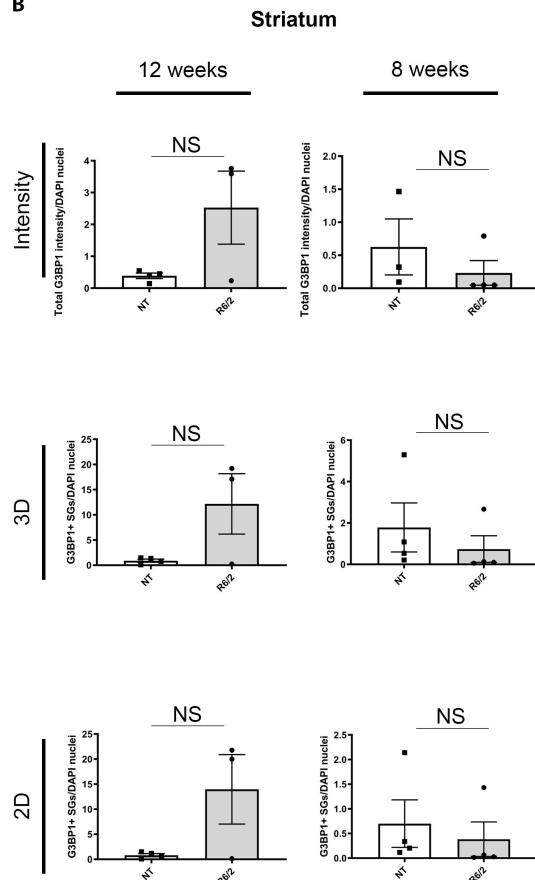 B
Striatum
12 weeks
8 weeks
Intensity
Total G3BP1 intensity/DAPI nuclei
4
3
2
1
0
NS
NT
R6/2
Total G3BP1 intensity/DAPI nuclei
2.0
1.5
1.0
0.5
0.0
NS
NT
R6/2
3D
G3BP1+ SGs/DAPI nuclei
25
20
15
10
5
0
NS
NT
R6/2
G3BP1+ SGs/DAPI nuclei
6
4
2
0
NS
NT
R6/2
2D
G3BP1+ SGs/DAPI nuclei
25
20
15
10
5
0
NS
NT
R6/2
G3BP1+ SGs/DAPI nuclei
2.5
2.0
1.5
1.0
0.5
0.0
NS
NT
R6/2